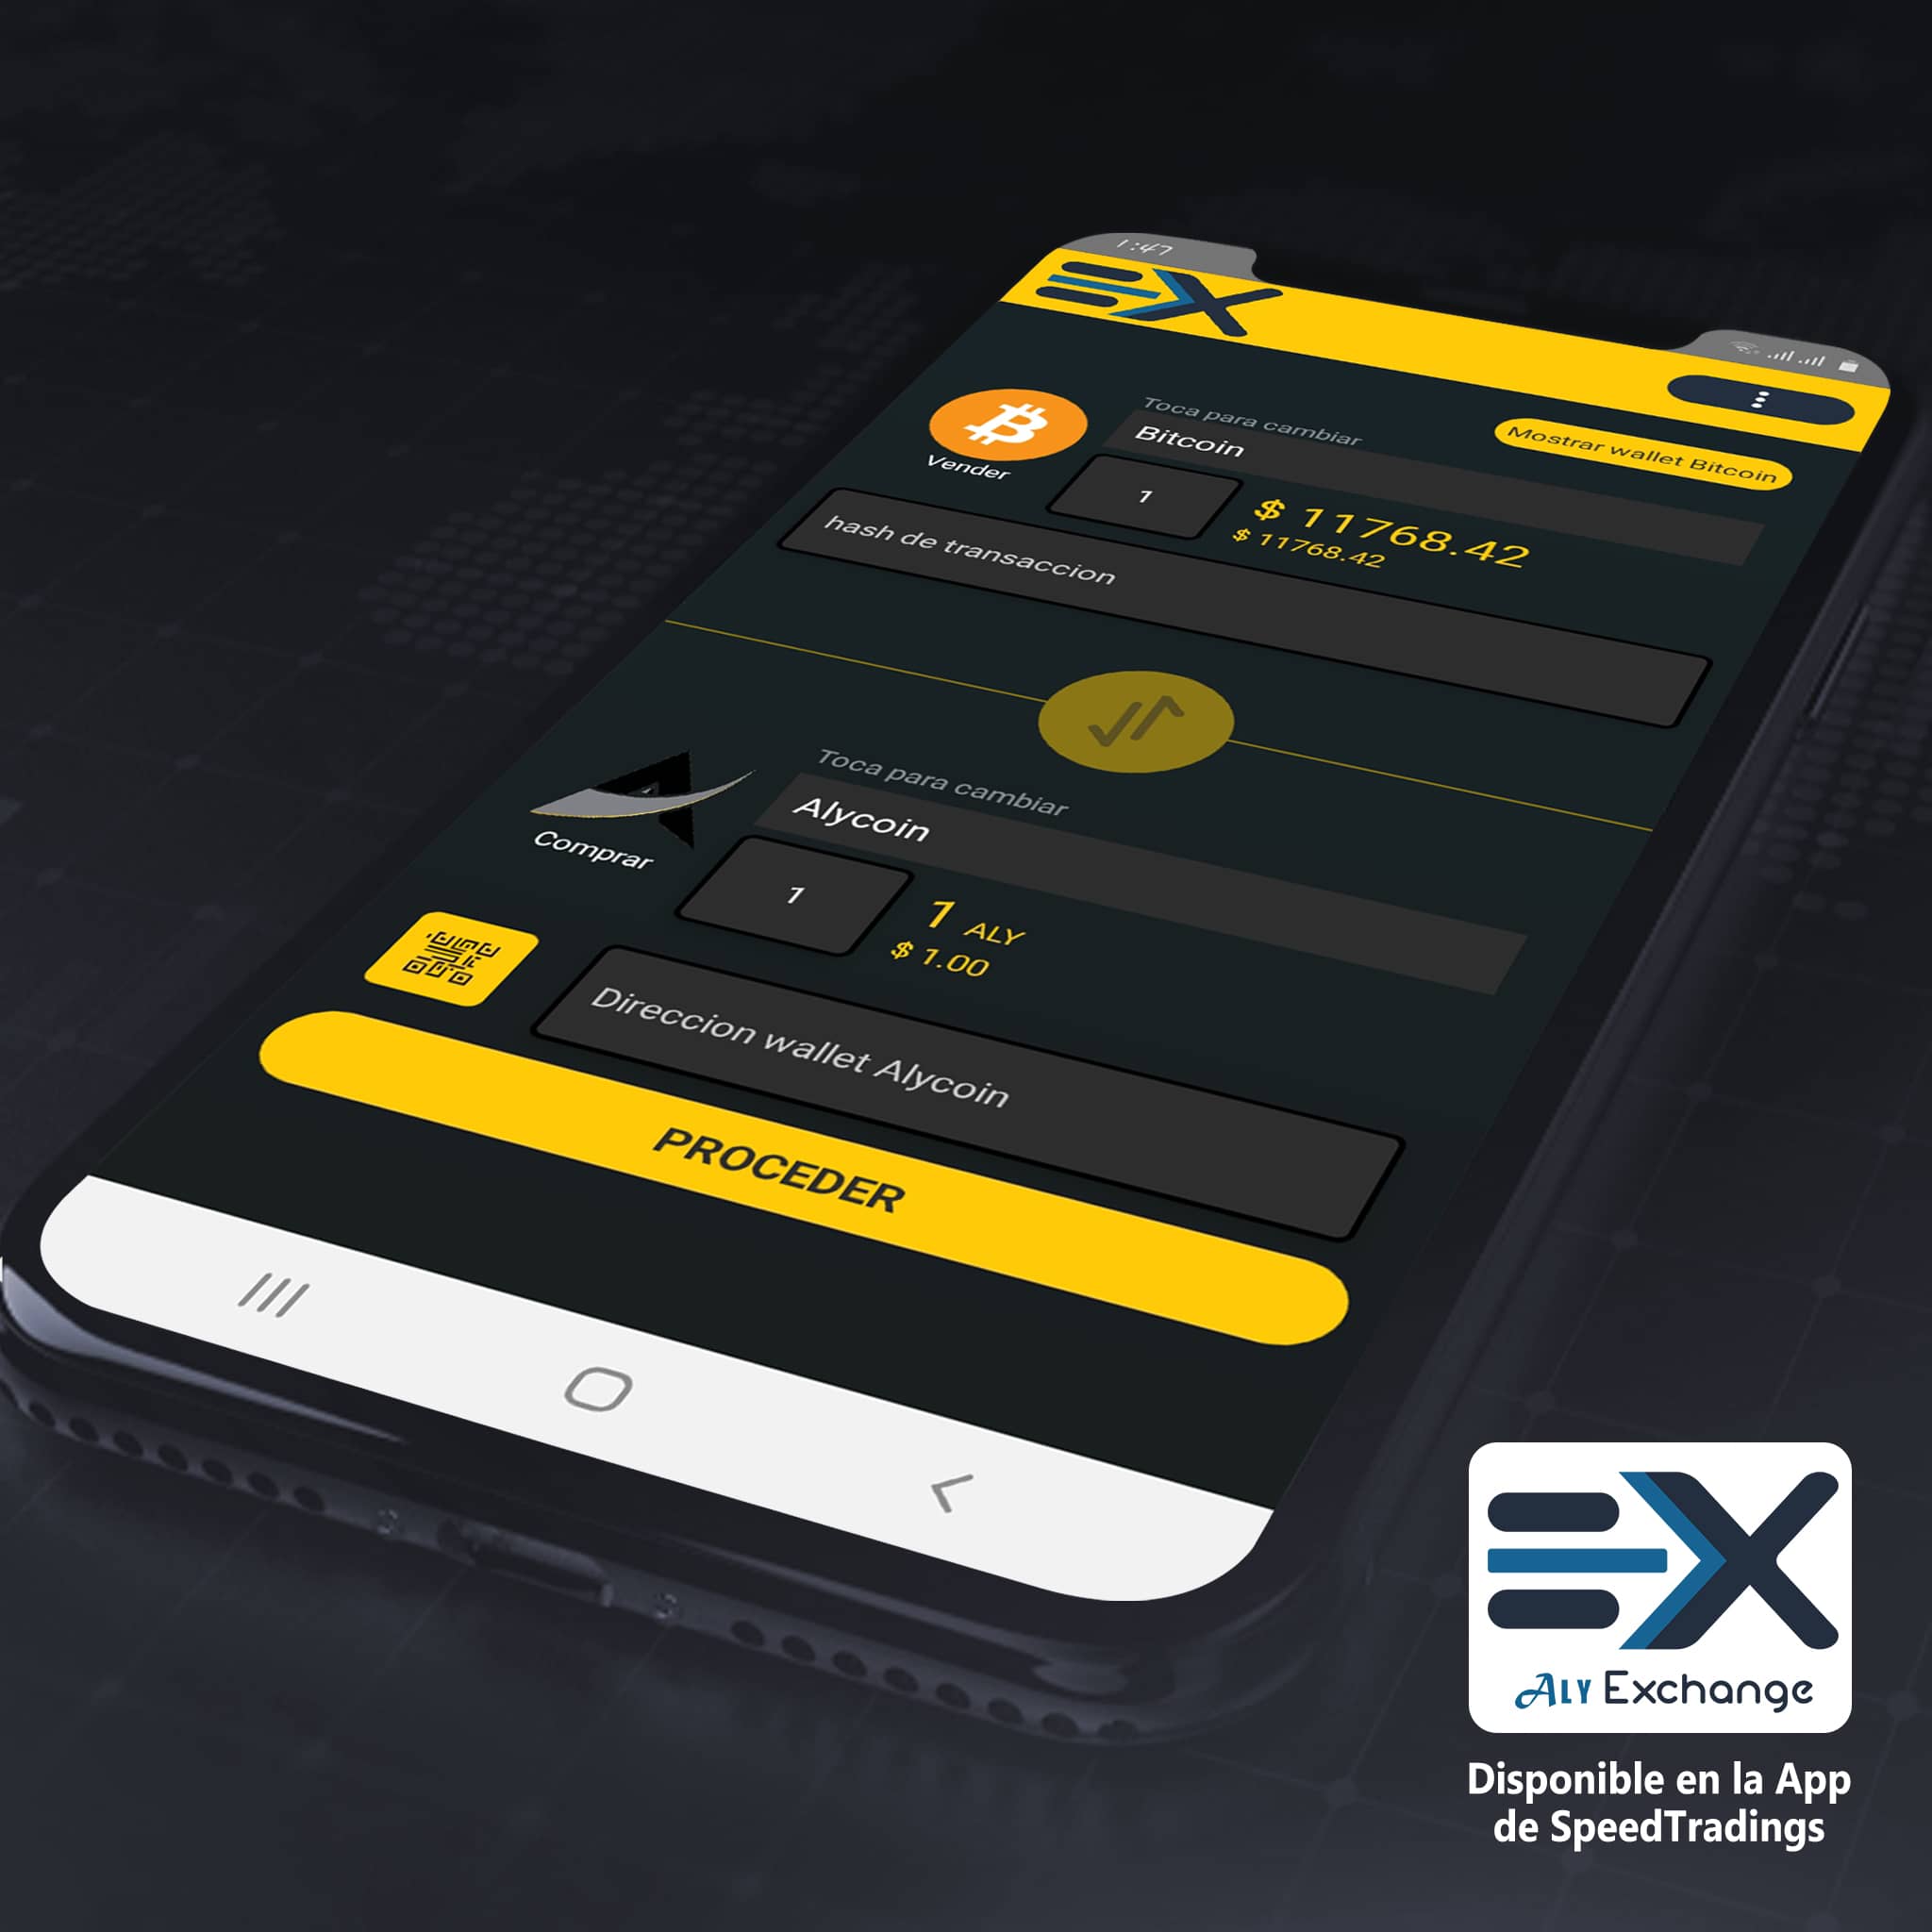 1:47
EX
Toca para cambiar
Bitcoin
Mostrar wallet Bitcoin
Vender
1
$ 11768.42
$ 11768.42
hash de transaccion
Toca para cambiar
Alycoin
Comprar
1
1 ALY
$ 1.00
Direccion wallet Alycoin
PROCEDER
EX
ALY Exchange
Disponible en la App
de SpeedTradings